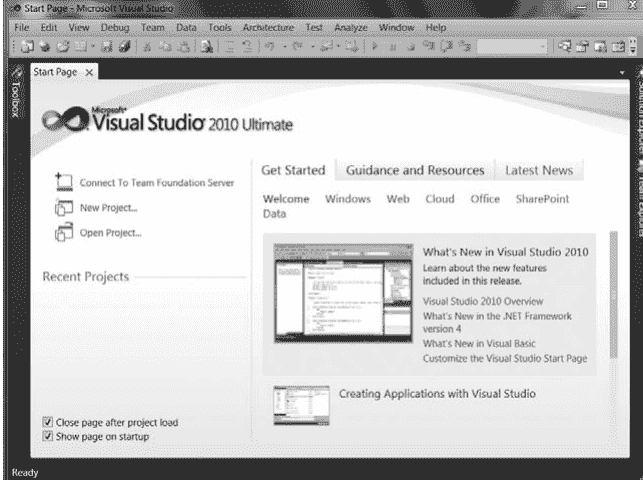 Start Page - Microsoft Visual Studio
File Edit View Debug Team Data Tools Architecture Test Analyze Window Help
Start Page
Toolbox
Microsoft
Visual Studio 2010 Ultimate
Connect To Team Foundation Server
New Project...
Open Project...
Recent Projects
Close page after project load
Show page on startup
Get Started Guidance and Resources Latest News
Welcome Windows Web Cloud Office SharePoint
Data
What's New in Visual Studio 2010
Learn about the new features
included in this release.
Visual Studio 2010 Overview
What's New in the .NET Framework
version 4
What's New in Visual Basic
Customize the Visual Studio Start Page
Creating Applications with Visual Studio
Ready